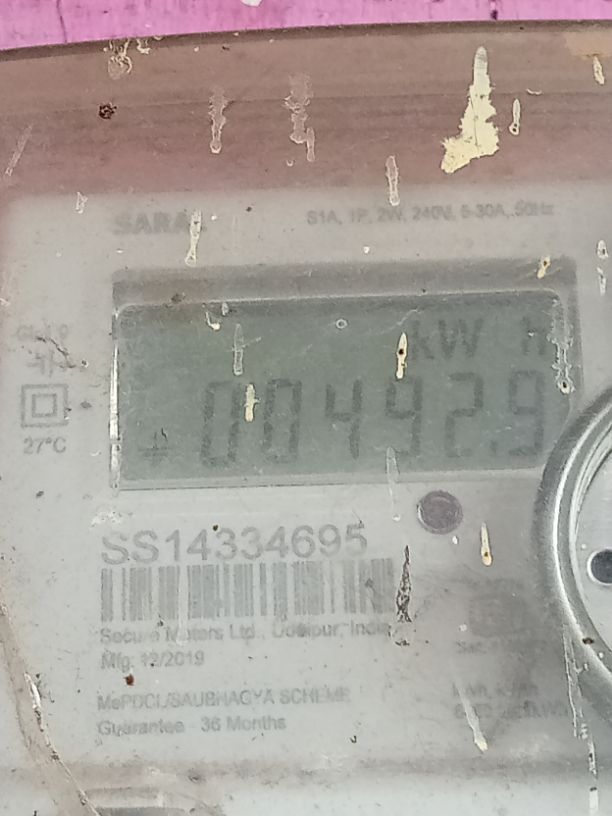 S1A, 1P, 2W, 240V, 5-30A, 50Hz
kW h
00492.9
27°C
SS14334695
Secure Meters Ltd., Udaipur, India
Mfg: 12/2019
MePDCL/SAUBHAGYA SCHEME
Guarantee 36 Months